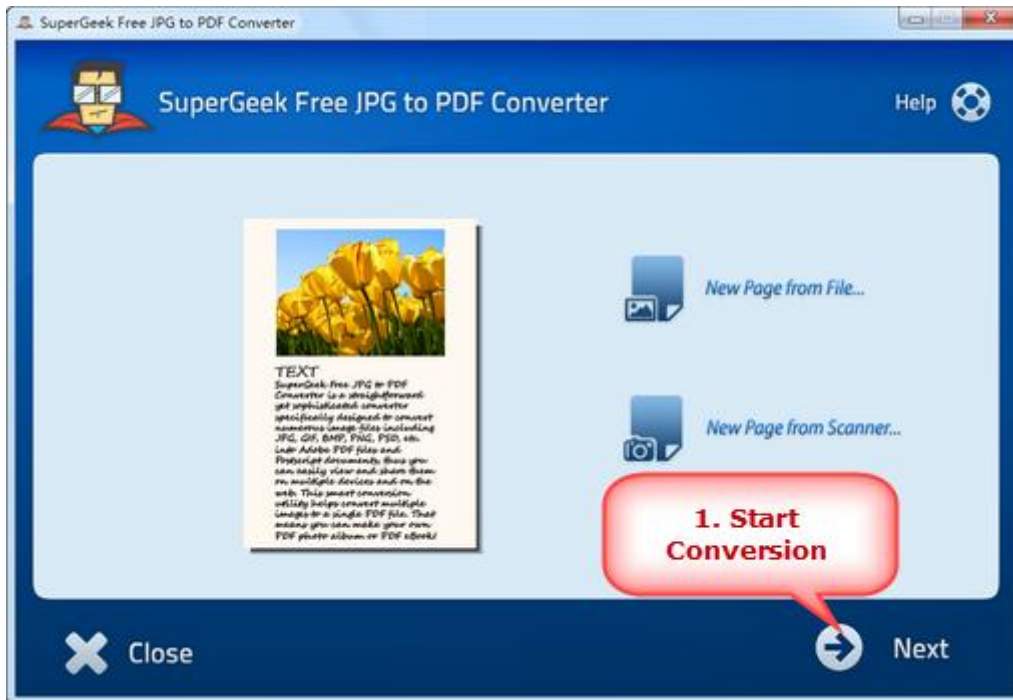 SuperGeek Free JPG to PDF Converter
SuperGeek Free JPG to PDF Converter
Help
New Page from File...
TEXT
SuperGeek Free JPG to PDF
Converter is a straightforward
yet sophisticated converter
specifically designed to convert
numerous image files including
JPG, GIF, BMP, PNG, PSD, etc.
into Adobe PDF files and
Postscript documents, thus you
can easily view and share them
on multiple devices and on the
web. This smart conversion
utility helps convert multiple
images to a single PDF file. That
means you can make your own
PDF photo album or PDF eBook!
New Page from Scanner...
1. Start
Conversion
Close
Next